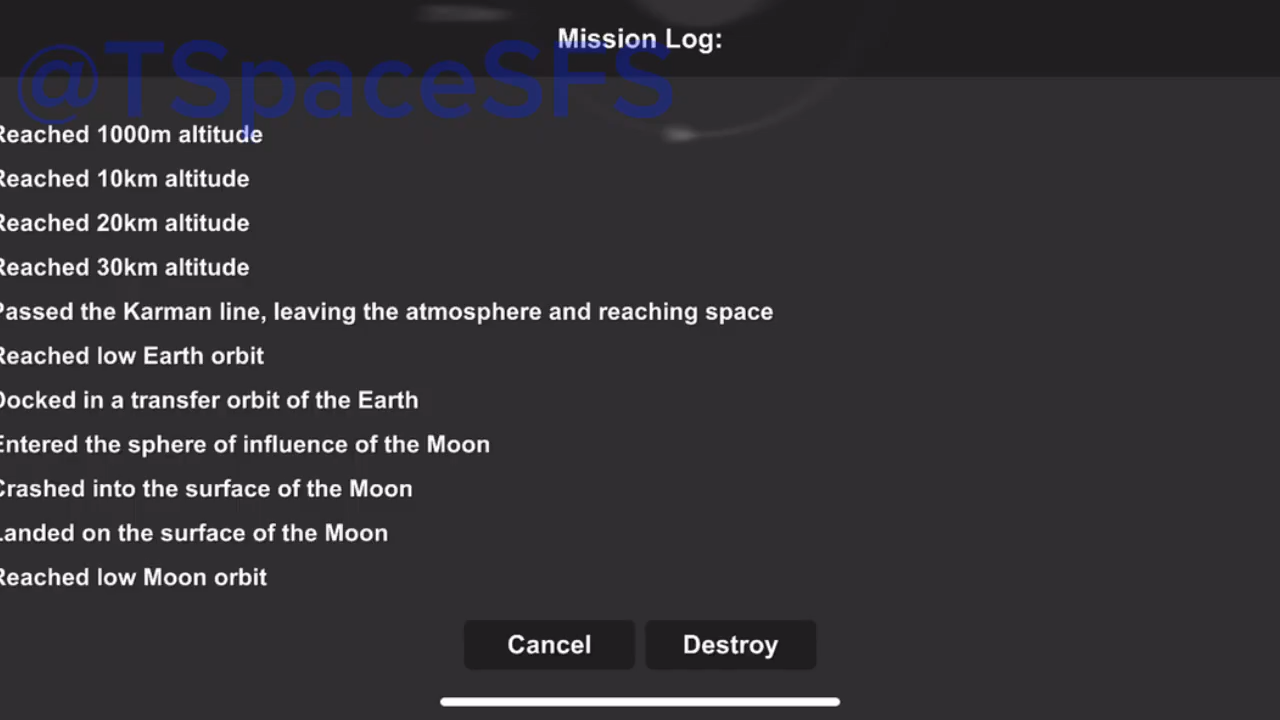 Mission Log:
@TSpaceSFS
Reached 1000m altitude
Reached 10km altitude
Reached 20km altitude
Reached 30km altitude
Passed the Karman line, leaving the atmosphere and reaching space
Reached low Earth orbit
Docked in a transfer orbit of the Earth
Entered the sphere of influence of the Moon
Crashed into the surface of the Moon
Landed on the surface of the Moon
Reached low Moon orbit
Cancel Destroy